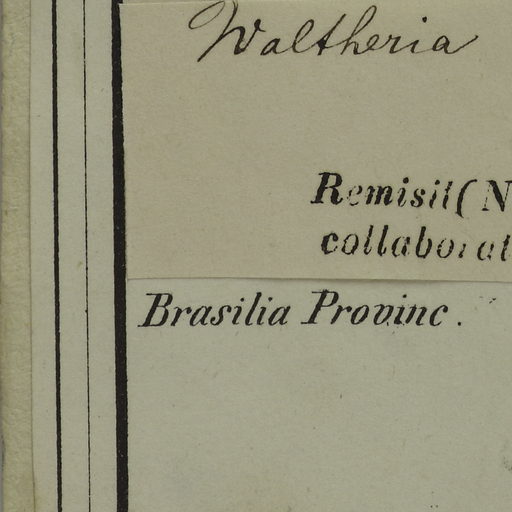 Waltheria
Remisit (N
collaborat
Brasilia Provinc.